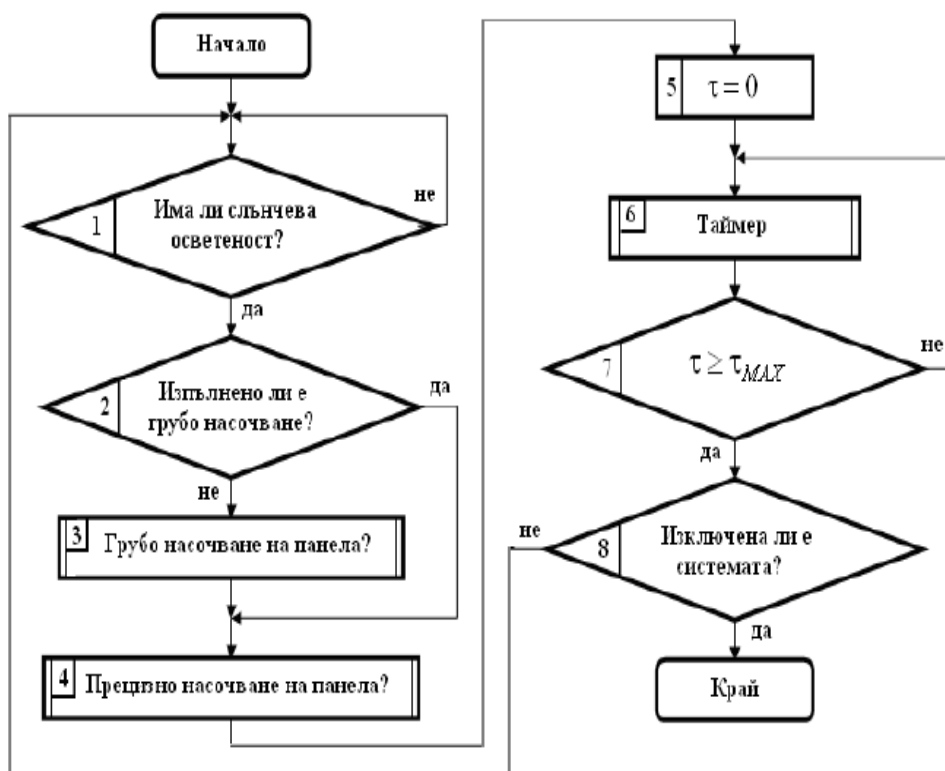 Начало
1
Има ли слънчева
осветеност?
не
да
2
Изпълнено ли е
грубо насочване?
да
не
3
Грубо насочване на панела?
4
Прецизно насочване на панела?
5
τ = 0
6
Таймер
7
τ ≥ τMAX
не
да
8
Изключена ли е
системата?
не
да
Край